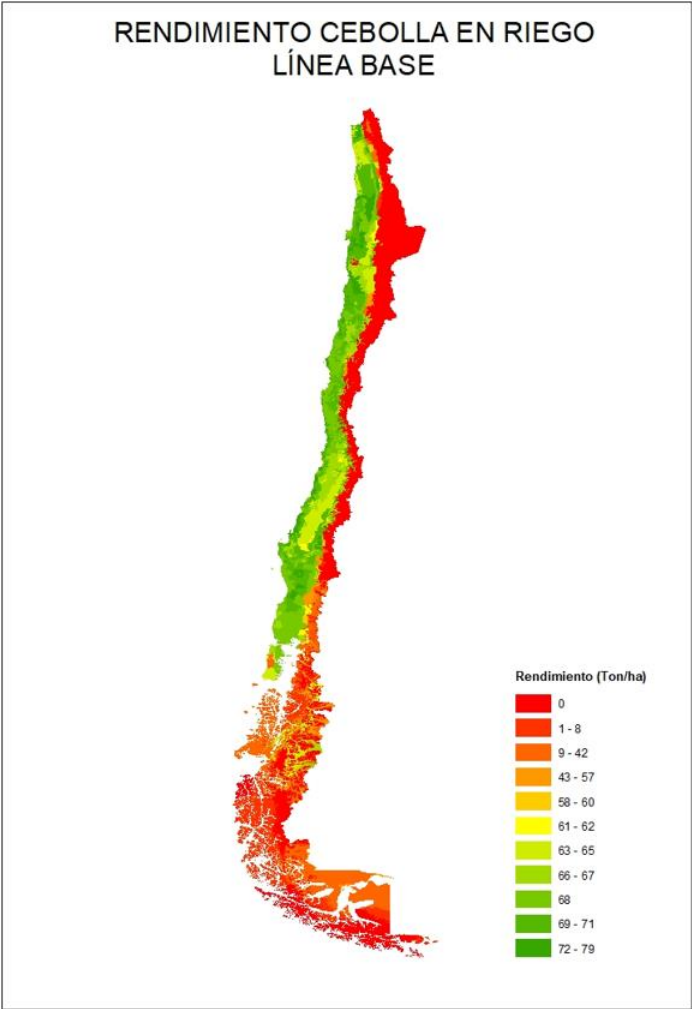 RENDIMIENTO CEBOLLA EN RIEGO
LÍNEA BASE
Rendimiento (Ton/ha)
0
1 - 8
9 - 42
43 - 57
58 - 60
61 - 62
63 - 65
66 - 67
68
69 - 71
72 - 79